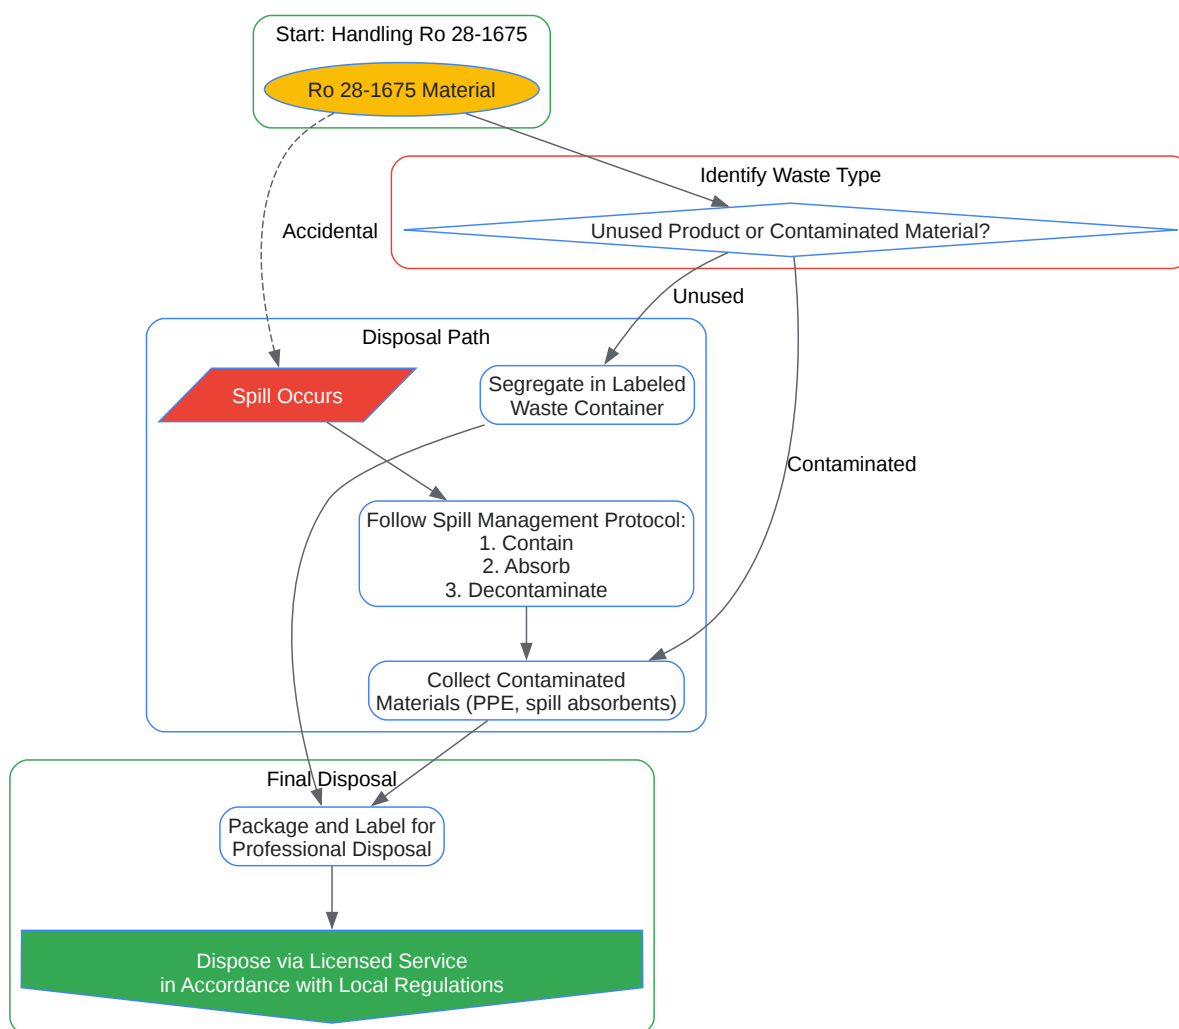 Start: Handling Ro 28-1675
Ro 28-1675 Material
Identify Waste Type
Accidental
Unused Product or Contaminated Material?
Unused
Disposal Path
Spill Occurs
Segregate in Labeled
Waste Container
Contaminated
Follow Spill Management Protocol:
1. Contain
2. Absorb
3. Decontaminate
Collect Contaminated
Materials (PPE, spill absorbents)
Final Disposal
Package and Label for
Professional Disposal
Dispose via Licensed Service
in Accordance with Local Regulations